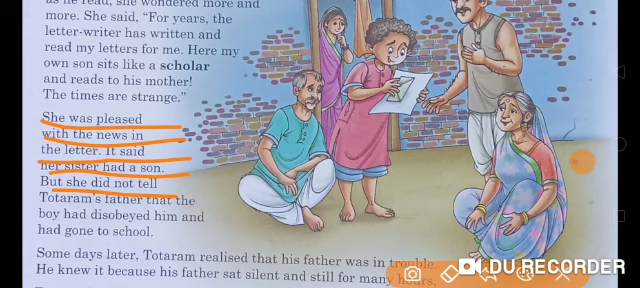 as he read, she wondered more and
more. She said, "For years, the
letter-writer has written and
read my letters for me. Here my
own son sits like a scholar
and reads to his mother!
The times are strange."
She was pleased
with the news in
the letter. It said
her sister had a son.
But she did not tell
Totaram's father that the
boy had disobeyed him and
had gone to school.
Some days later, Totaram realised that his father was in trouble.
He knew it because his father sat silent and still for many hours.
DU RECORDER